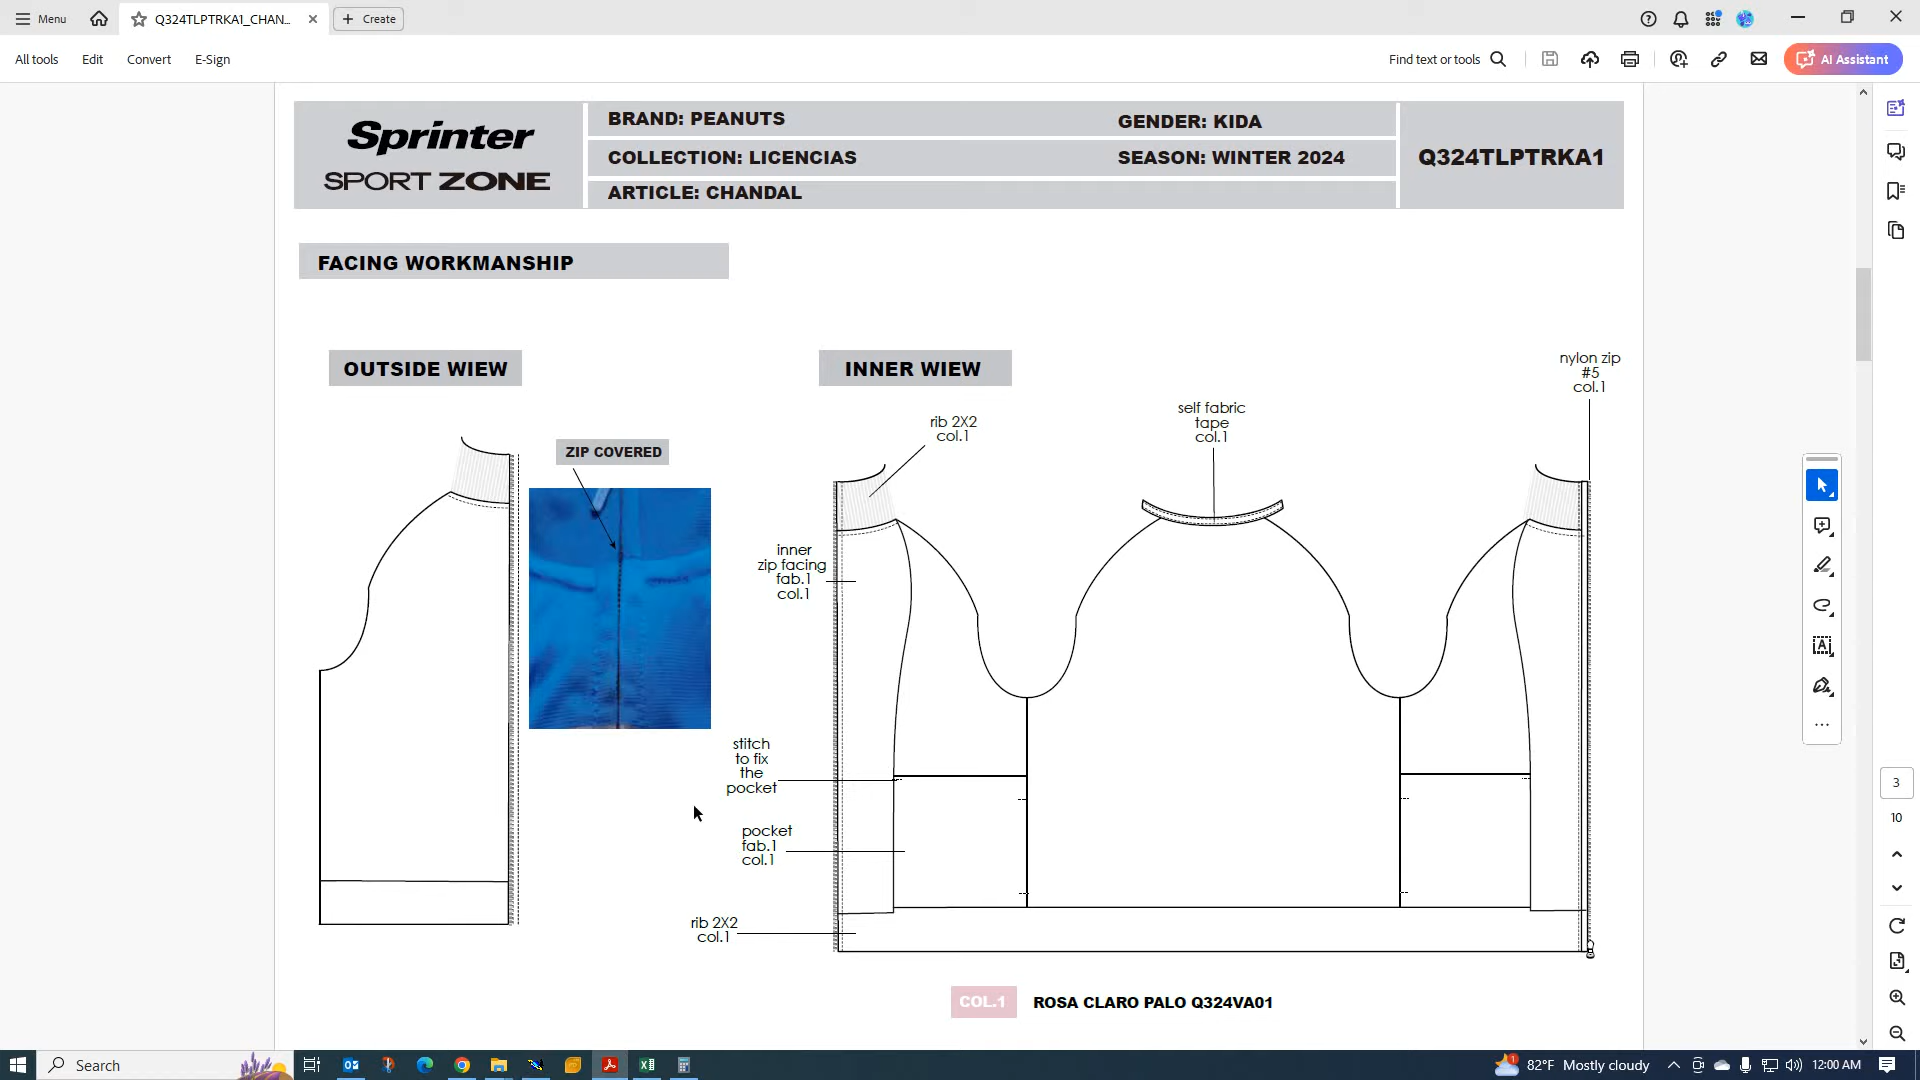 Menu
Q324TLPTRKA1_CHAN...
Create
All tools
Edit
Convert
E-Sign
Find text or tools
AI Assistant
Sprinter
SPORT ZONE
BRAND: PEANUTS
GENDER: KIDA
COLLECTION: LICENCIAS
SEASON: WINTER 2024
ARTICLE: CHANDAL
Q324TLPTRKA1
FACING WORKMANSHIP
OUTSIDE WIEW
INNER WIEW
nylon zip
#5
col.1
self fabric
tape
col.1
rib 2X2
col.1
ZIP COVERED
inner
zip facing
fab.1
col.1
stitch
to fix
the
pocket
pocket
fab.1
col.1
rib 2X2
col.1
COL.1
ROSA CLARO PALO Q324VA01
3
10
Search
82°F Mostly cloudy
12:00 AM